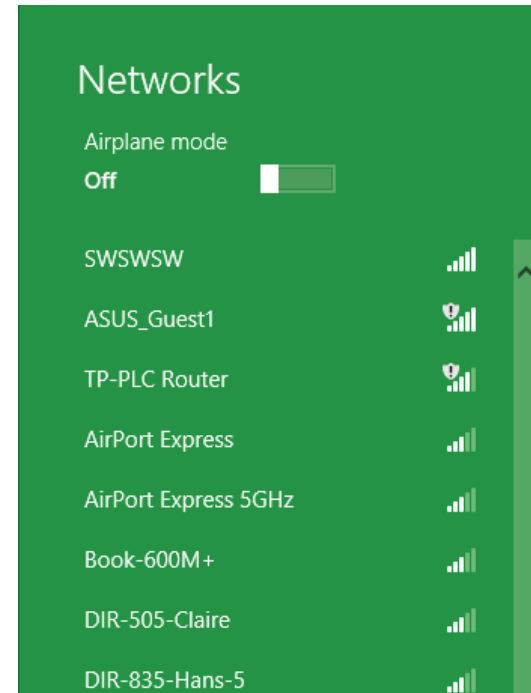 Networks
Airplane mode
Off
SWSWSW
ASUS_Guest1
TP-PLC Router
AirPort Express
AirPort Express 5GHz
Book-600M+
DIR-505-Claire
DIR-835-Hans-5